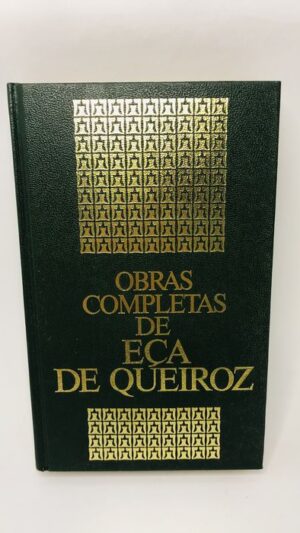 OBRAS
COMPLETAS
DE
EÇA
DE QUEIROZ